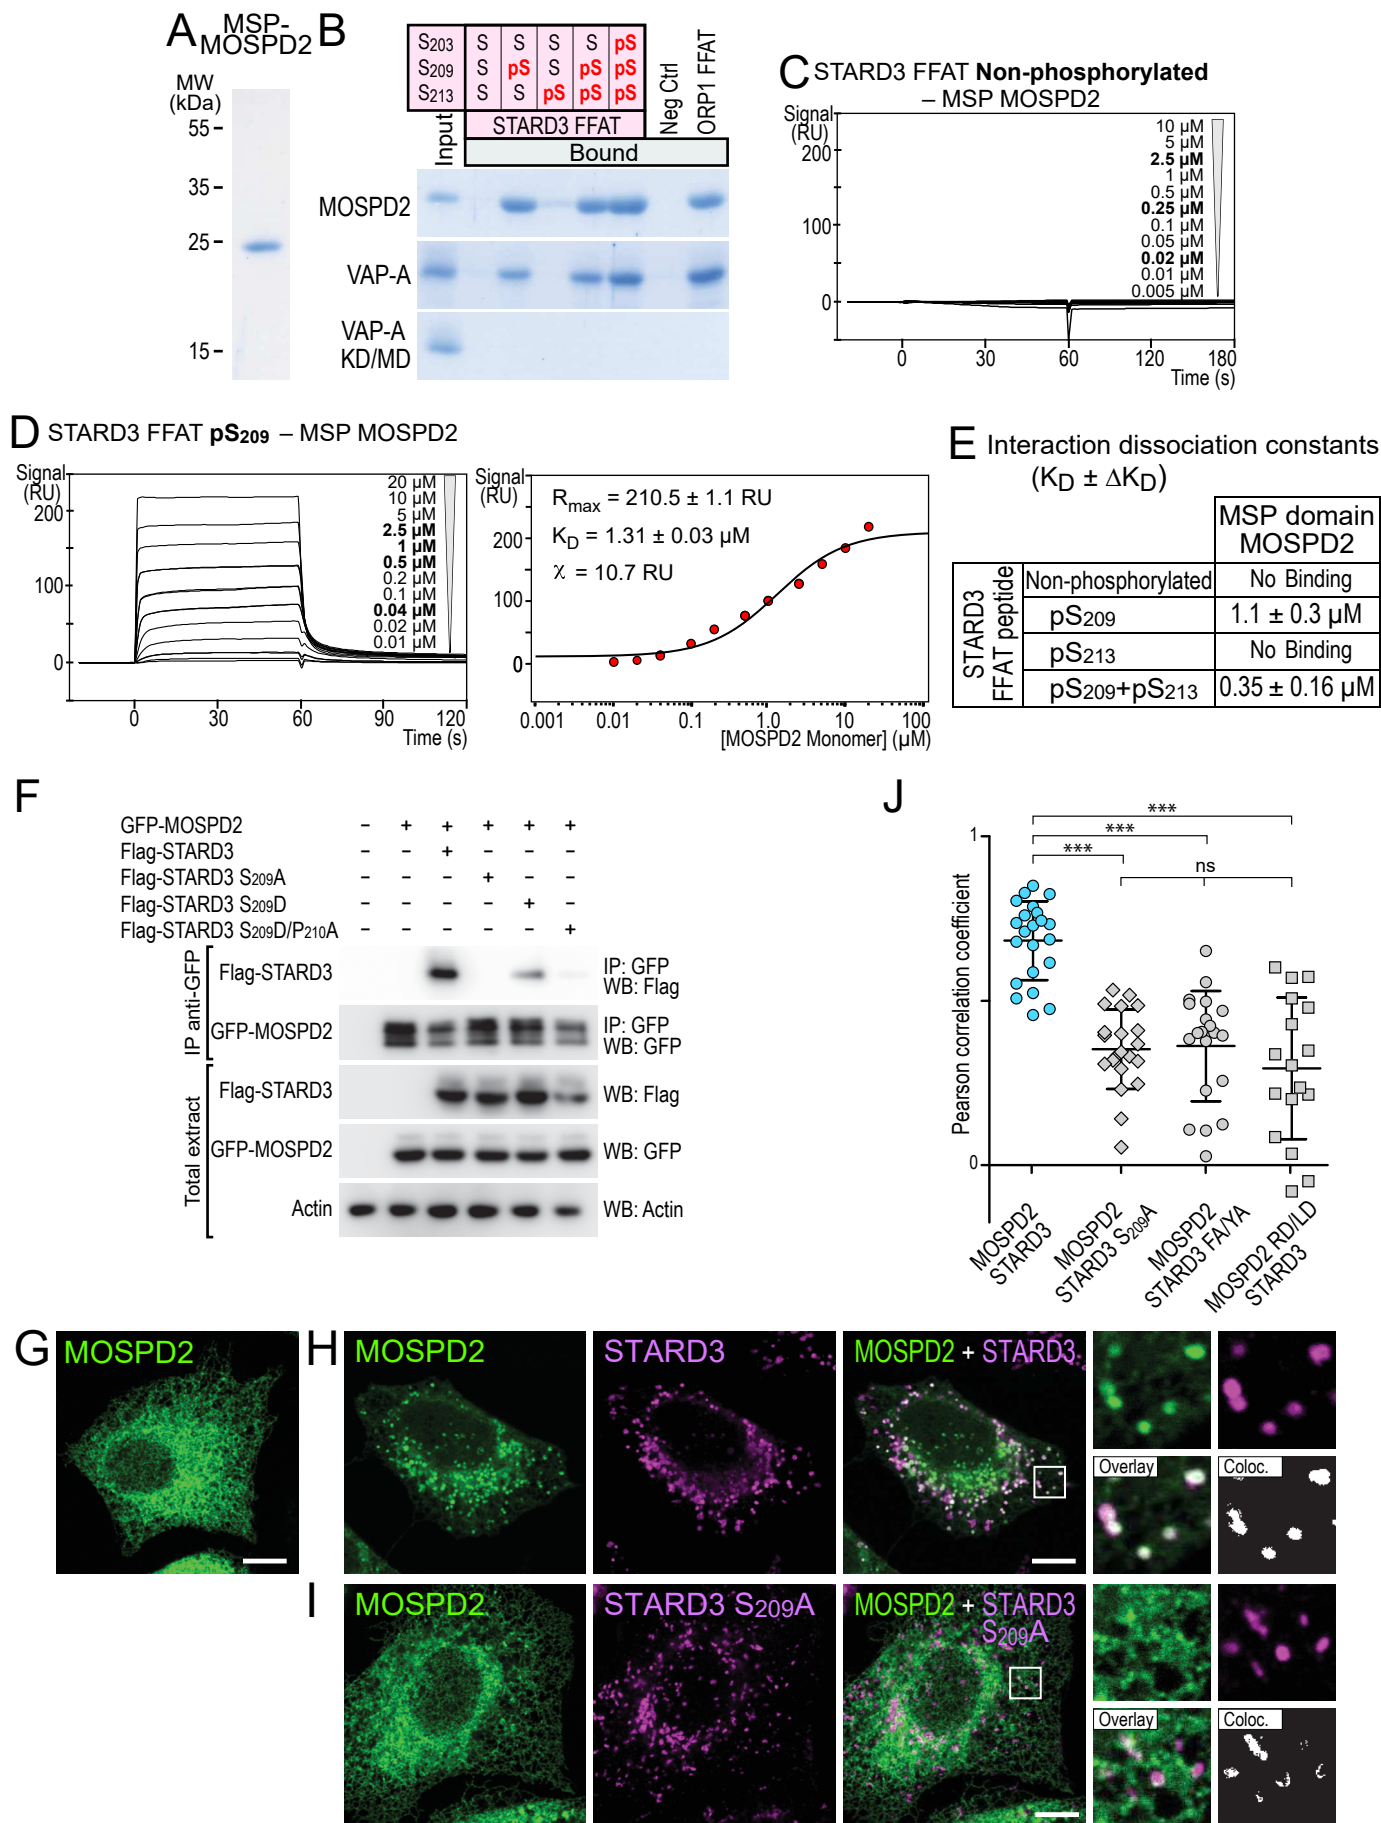 A
MSP-
MOSPD2
MW
(kDa)
55
35
25
15
B
S203 S S S S pS
S209 S pS S pS pS
S213 S S pS pS pS
Input
STARD3 FFAT
Neg Ctrl
ORP1 FFAT
Bound
MOSPD2
VAP-A
VAP-A
KD/MD
C STARD3 FFAT Non-phosphorylated
– MSP MOSPD2
Signal
(RU)
200
100
0
10 µM
5 µM
2.5 µM
1 µM
0.5 µM
0.25 µM
0.1 µM
0.05 µM
0.02 µM
0.01 µM
0.005 µM
0 30 60 120 180
Time (s)
D STARD3 FFAT pS209 – MSP MOSPD2
Signal
(RU)
200
100
0
20 µM
10 µM
5 µM
2.5 µM
1 µM
0.5 µM
0.2 µM
0.1 µM
0.04 µM
0.02 µM
0.01 µM
0 30 60 90 120
Time (s)
Signal
(RU)
200
100
0
Rmax = 210.5 ± 1.1 RU
KD = 1.31 ± 0.03 µM
χ = 10.7 RU
0.001 0.01 0.1 1.0 10 100
[MOSPD2 Monomer] (µM)
E Interaction dissociation constants
(KD ± ΔKD)
MSP domain
MOSPD2
STARD3
FFAT peptide
Non-phosphorylated No Binding
pS209 1.1 ± 0.3 µM
pS213 No Binding
pS209+pS213 0.35 ± 0.16 µM
F
GFP-MOSPD2 – + + + + +
Flag-STARD3 – – + – – –
Flag-STARD3 S209A – – – + – –
Flag-STARD3 S209D – – – – + –
Flag-STARD3 S209D/P210A – – – – – +
IP anti-GFP
Flag-STARD3
IP: GFP
WB: Flag
GFP-MOSPD2
IP: GFP
WB: GFP
Total extract
Flag-STARD3
WB: Flag
GFP-MOSPD2
WB: GFP
Actin
WB: Actin
J
Pearson correlation coefficient
1
0
***
***
***
ns
MOSPD2
STARD3
MOSPD2
STARD3 S209A
MOSPD2
STARD3 FA/YA
MOSPD2 RD/LD
STARD3
G
MOSPD2
H
MOSPD2
STARD3
MOSPD2 + STARD3
Overlay
Coloc.
I
MOSPD2
STARD3 S209A
MOSPD2 + STARD3
S209A
Overlay
Coloc.